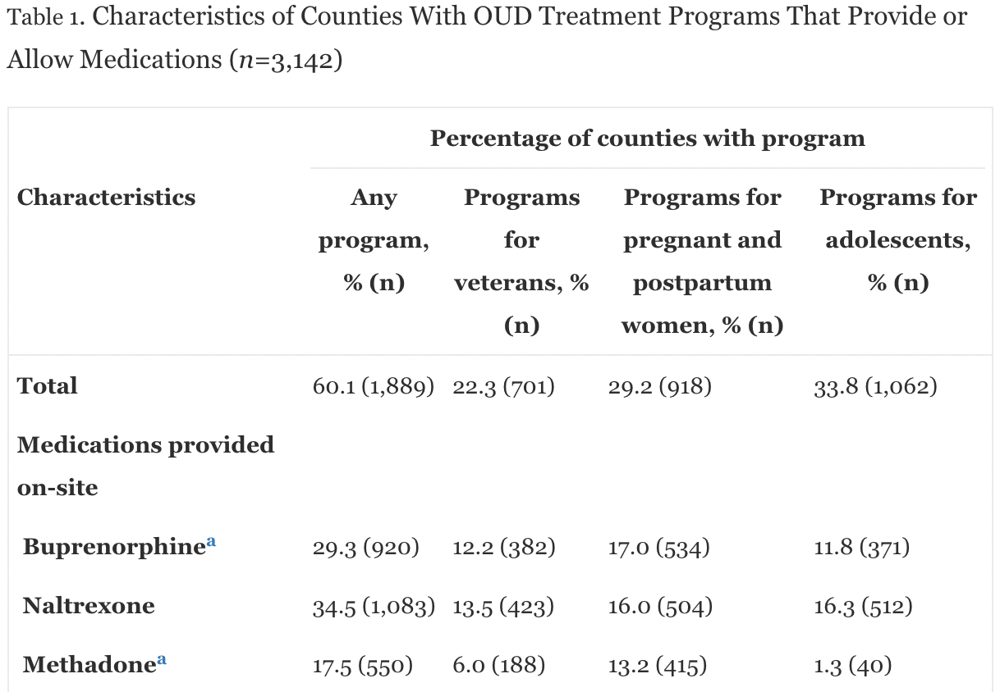 Table 1. Characteristics of Counties With OUD Treatment Programs That Provide or
Allow Medications (n=3,142)
Percentage of counties with program
Characteristics Any program, % (n) Programs for veterans, % (n) Programs for pregnant and postpartum women, % (n) Programs for adolescents, % (n)
Total 60.1 (1,889) 22.3 (701) 29.2 (918) 33.8 (1,062)
Medications provided
on-site
Buprenorphineª 29.3 (920) 12.2 (382) 17.0 (534) 11.8 (371)
Naltrexone 34.5 (1,083) 13.5 (423) 16.0 (504) 16.3 (512)
Methadoneª 17.5 (550) 6.0 (188) 13.2 (415) 1.3 (40)